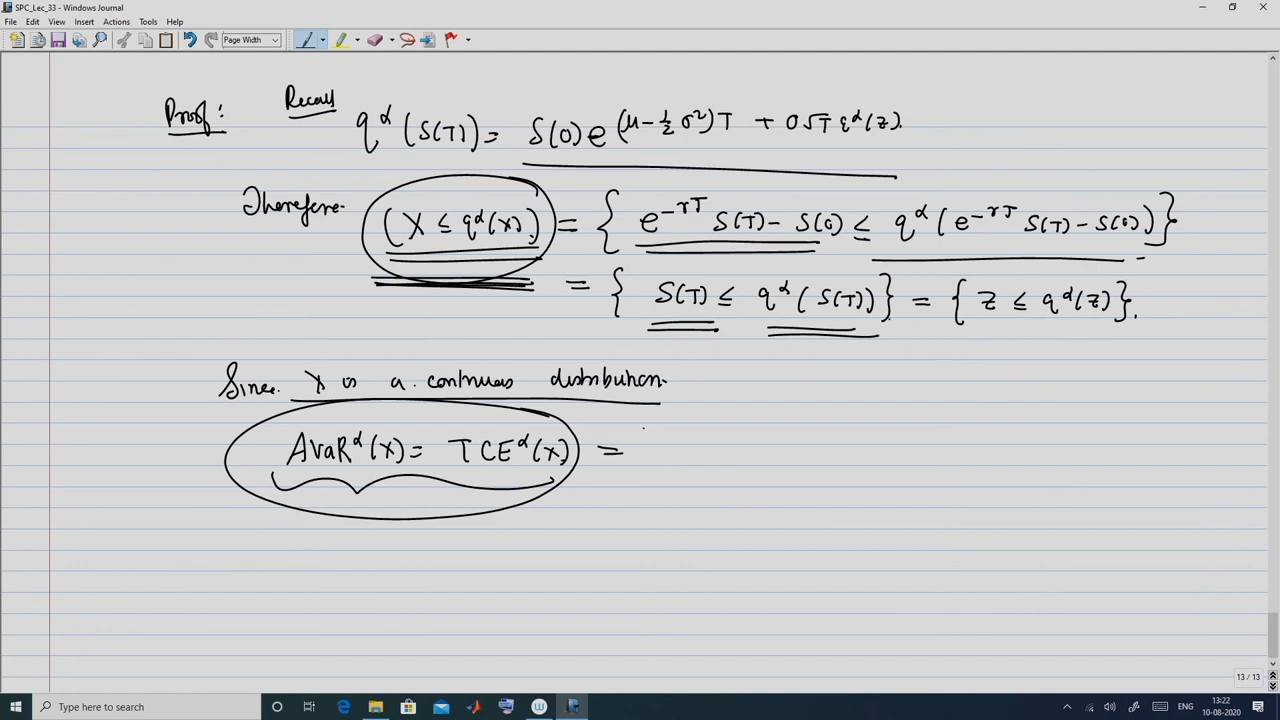 SPC_Lec_33 - Windows Journal
File Edit View Insert Actions Tools Help
Page Width
Proof: Recall q^α (S(T)) = S(0) e^{(μ - 1/2 σ²)T + σ√T q^α(Z)}
Therefore. (X ≤ q^α(X)) = { e^{-rT} S(T) - S(0) ≤ q^α (e^{-rT} S(T) - S(0)) }
= { S(T) ≤ q^α (S(T)) } = { Z ≤ q^α(Z) }.
Since X is a continuous distribution.
AVaR^α(X) = TCE^α(X) =
13 / 13
Type here to search
ENG
13:22
10-08-2020